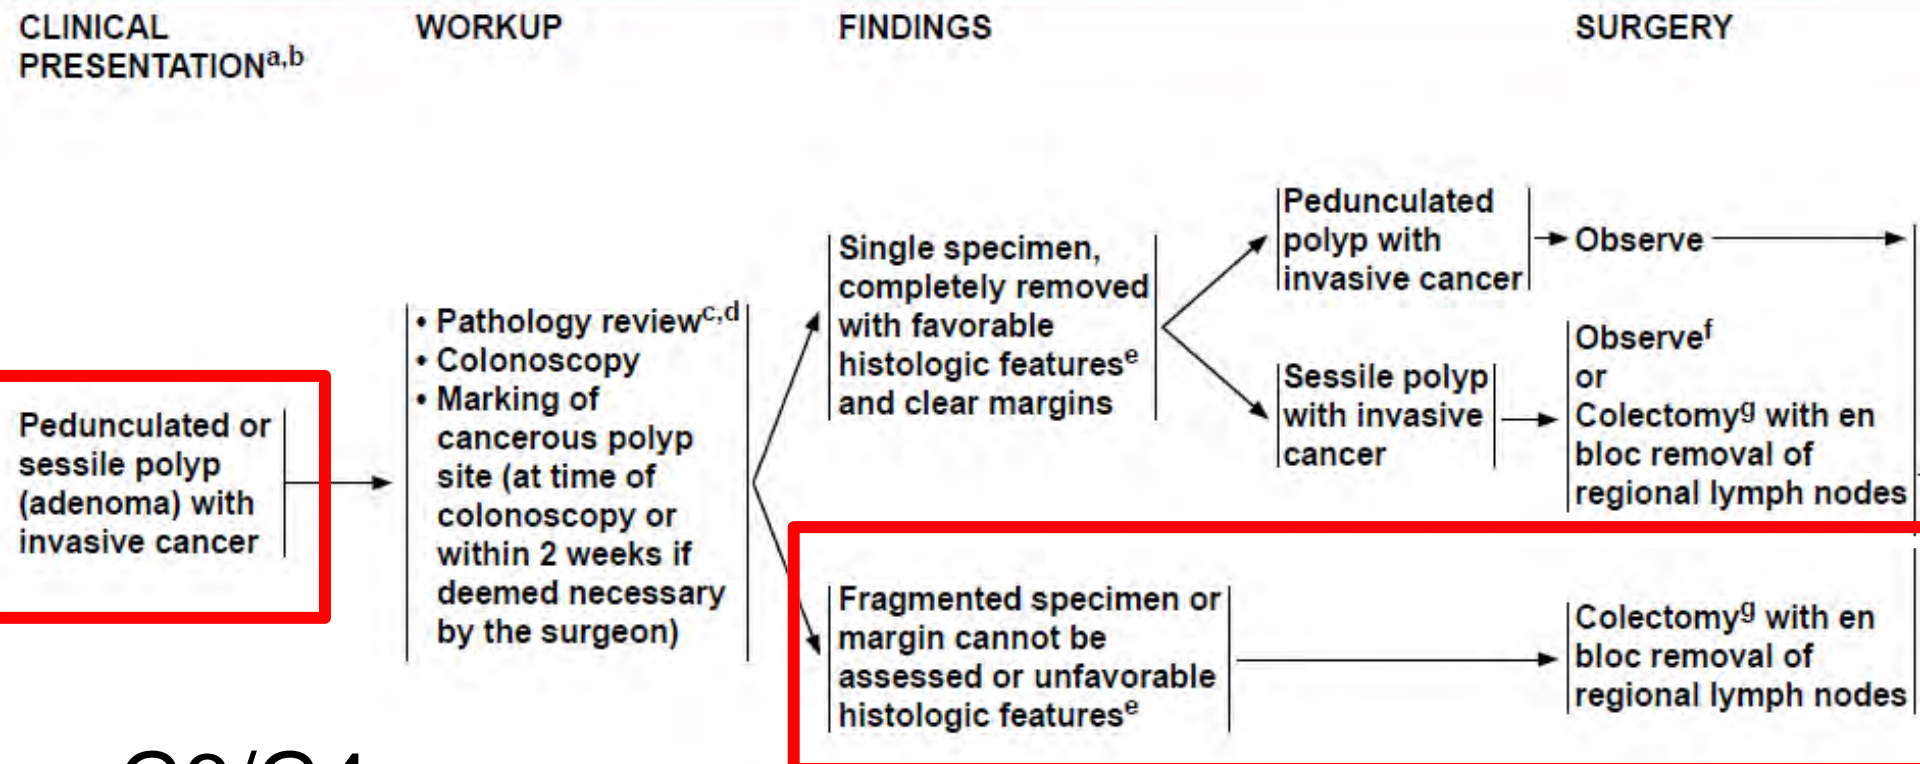 CLINICAL
PRESENTATIONa,b
WORKUP
FINDINGS
SURGERY
Pedunculated or
sessile polyp
(adenoma) with
invasive cancer
• Pathology reviewc,d
• Colonoscopy
• Marking of
cancerous polyp
site (at time of
colonoscopy or
within 2 weeks if
deemed necessary
by the surgeon)
Single specimen,
completely removed
with favorable
histologic featurese
and clear margins
Pedunculated
polyp with
invasive cancer
Observe
Sessile polyp
with invasive
cancer
Observef
or
Colectomyg with en
bloc removal of
regional lymph nodes
Fragmented specimen or
margin cannot be
assessed or unfavorable
histologic featurese
Colectomyg with en
bloc removal of
regional lymph nodes